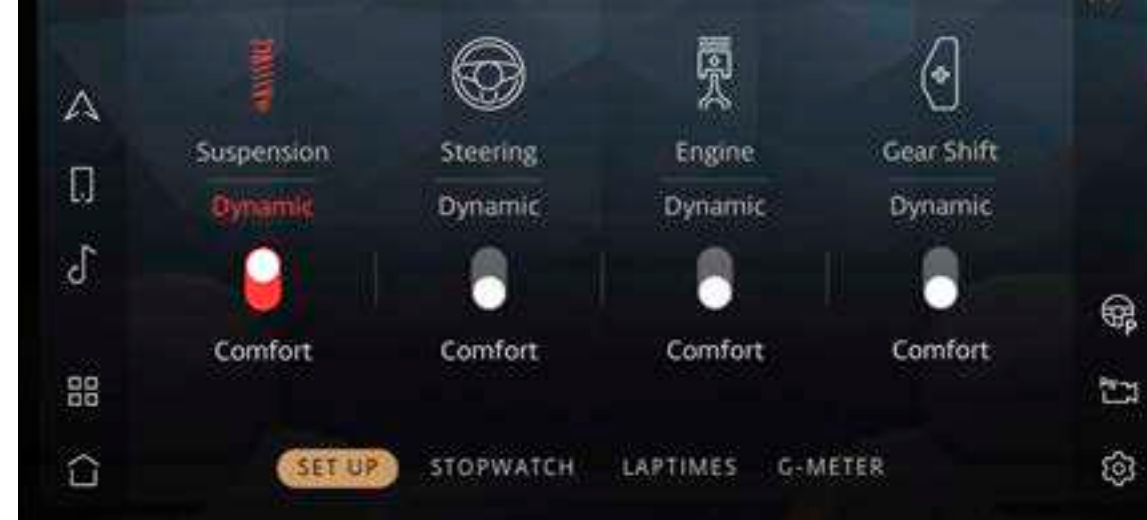 Suspension Steering Engine Gear Shift
Dynamic Dynamic Dynamic Dynamic
Comfort Comfort Comfort Comfort
SET UP STOPWATCH LAPTIMES G-METER